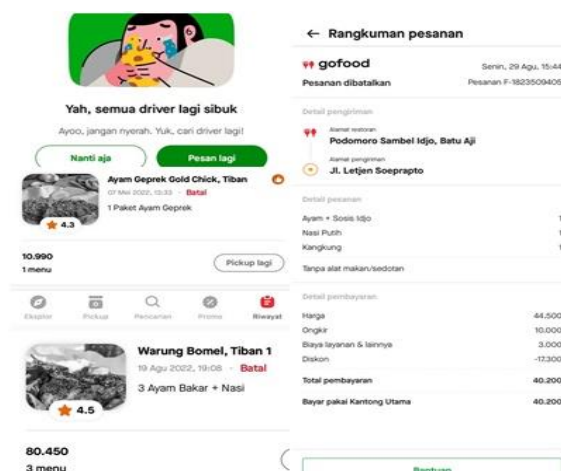 Yah, semua driver lagi sibuk
Ayoo, jangan nyerah. Yuk, cari driver lagi!
Nanti aja
Pesan lagi
Ayam Geprek Gold Chick, Tiban
07 Mei 2022, 13:33 · Batal
1 Paket Ayam Geprek
4.3
10.990
1 menu
Pickup lagi
Eksplor
Pickup
Pencarian
Promo
Riwayat
Warung Bomel, Tiban 1
19 Agu 2022, 19:08 · Batal
3 Ayam Bakar + Nasi
4.5
80.450
3 menu
← Rangkuman pesanan
gofood
Senin, 29 Agu, 15:44
Pesanan dibatalkan
Pesanan F-1823509405
Detail pengiriman
Alamat restoran
Podomoro Sambel Idjo, Batu Aji
Alamat pengiriman
Jl. Letjen Soeprapto
Detail pesanan
Ayam + Sosis Idjo 1
Nasi Putih 1
Kangkung 1
Tanpa alat makan/sedotan
Detail pembayaran
Harga 44.500
Ongkir 10.000
Biaya layanan & lainnya 3.000
Diskon -17.300
Total pembayaran 40.200
Bayar pakai Kantong Utama 40.200
Bantuan